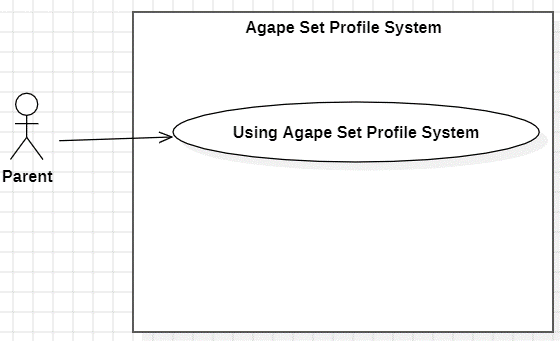 Agape Set Profile System
Using Agape Set Profile System
Parent